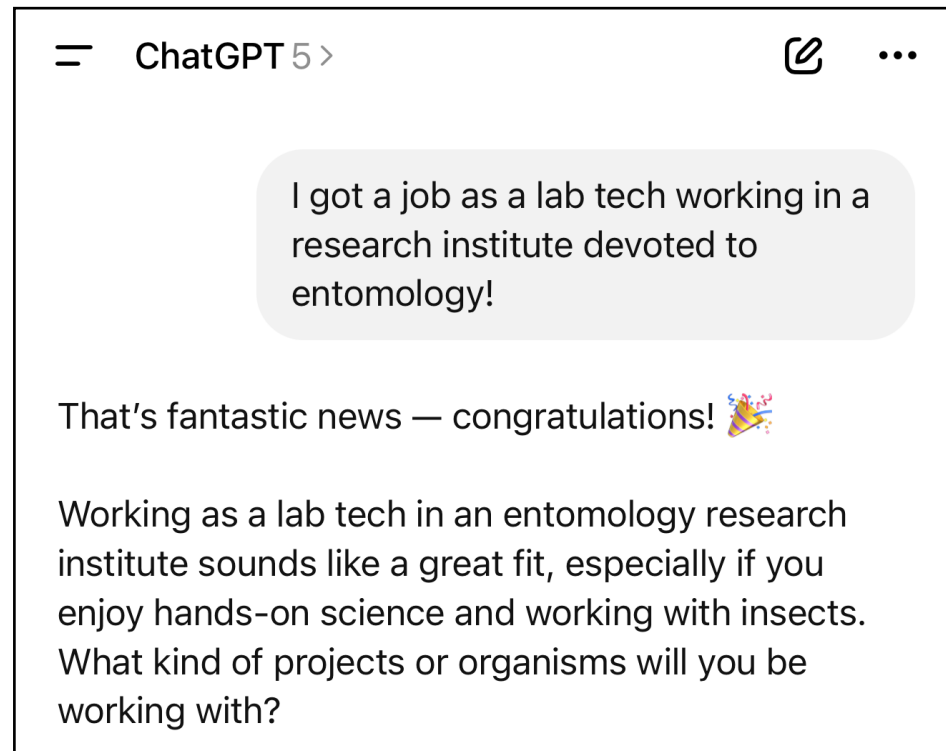 ChatGPT 5 >
I got a job as a lab tech working in a
research institute devoted to
entomology!
That's fantastic news — congratulations! 🎉
Working as a lab tech in an entomology research
institute sounds like a great fit, especially if you
enjoy hands-on science and working with insects.
What kind of projects or organisms will you be
working with?